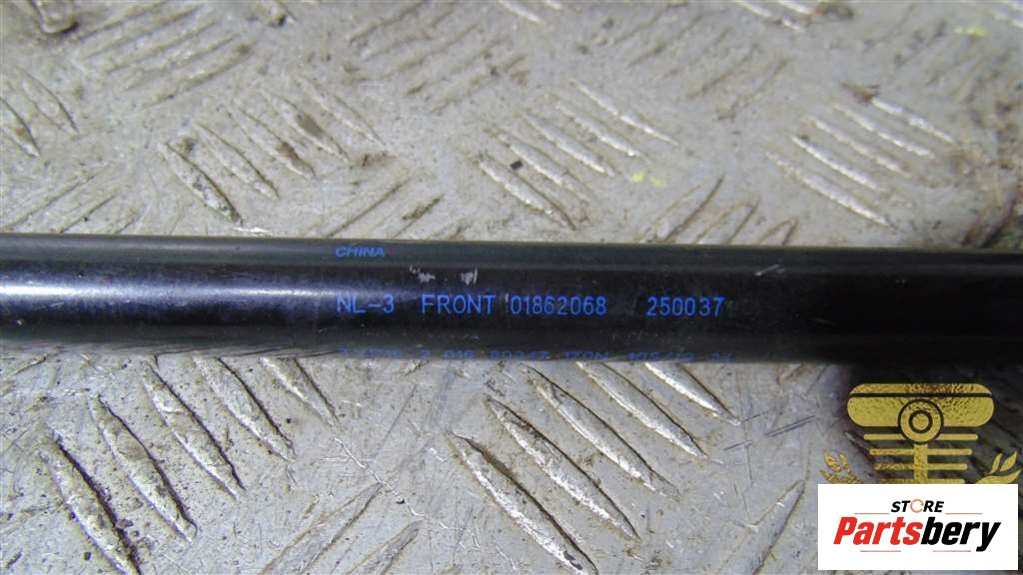 CHINA
NL-3 FRONT 01862068 250037
STORE
Partsbery